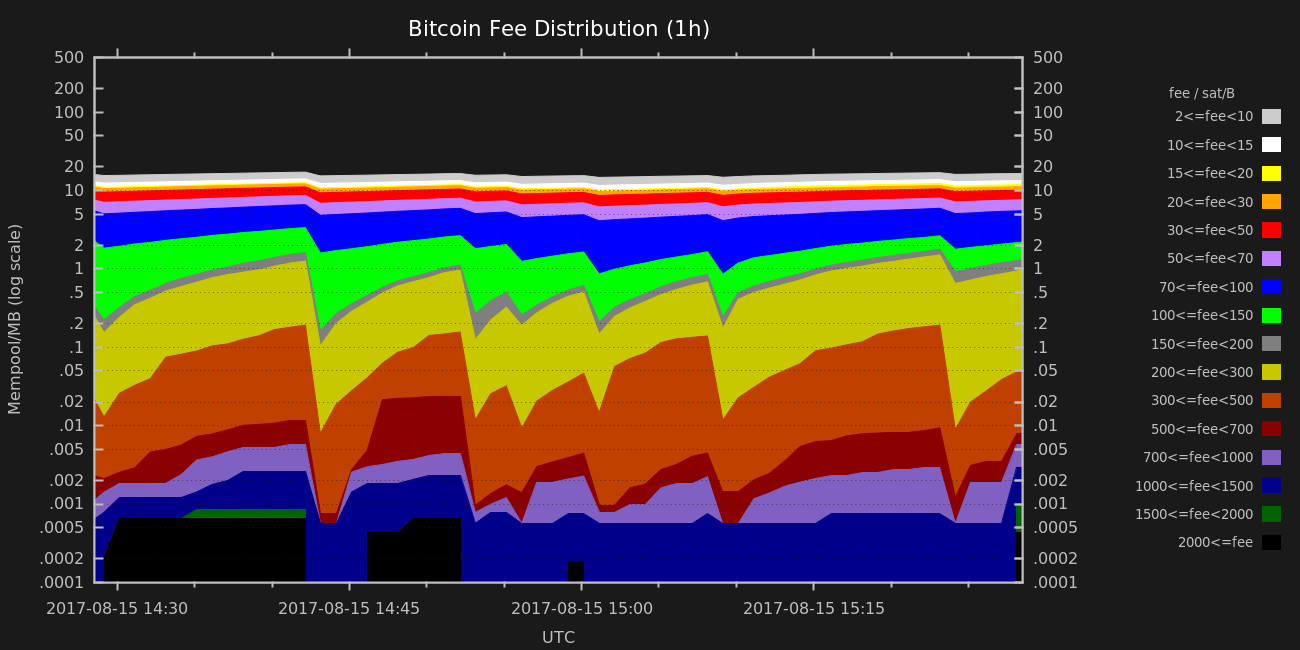 Bitcoin Fee Distribution (1h)
500
200
100
50
20
10
5
2
1
.5
.2
.1
.05
.02
.01
.005
.002
.001
.0005
.0002
.0001
Mempool/MB (log scale)
500
200
100
50
20
10
5
2
1
.5
.2
.1
.05
.02
.01
.005
.002
.001
.0005
.0002
.0001
2017-08-15 14:30 2017-08-15 14:45 2017-08-15 15:00 2017-08-15 15:15
UTC
fee / sat/B
2<=fee<10
10<=fee<15
15<=fee<20
20<=fee<30
30<=fee<50
50<=fee<70
70<=fee<100
100<=fee<150
150<=fee<200
200<=fee<300
300<=fee<500
500<=fee<700
700<=fee<1000
1000<=fee<1500
1500<=fee<2000
2000<=fee